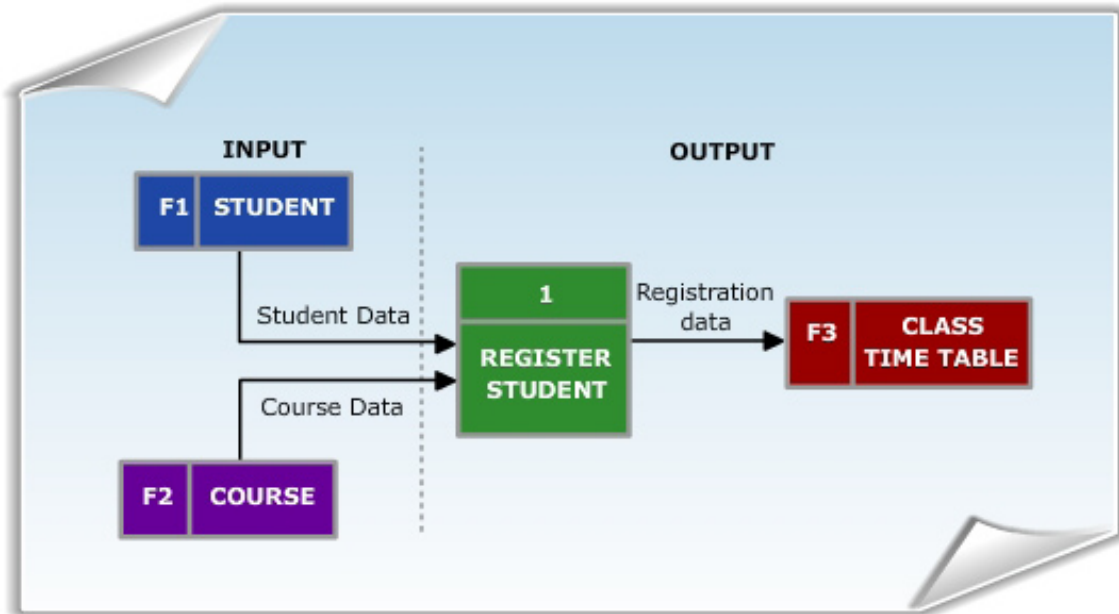 INPUT
OUTPUT
F1 STUDENT
Student Data
1
REGISTER
STUDENT
Registration
data
F3 CLASS
TIME TABLE
Course Data
F2 COURSE